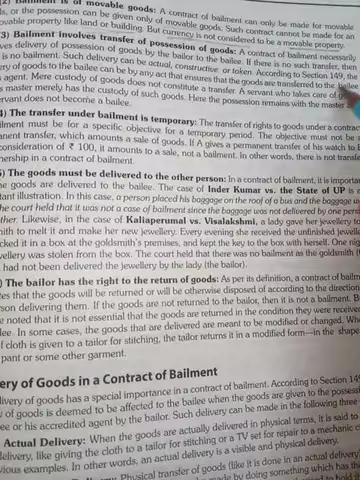 (2) Bailment is of movable goods: A contract of bailment can only be made for movable
ds, or the possession can be given only of movable goods. Such contract cannot be made for an
ovable property like land or building. But currency is not considered to be a movable property.
3) Bailment involves transfer of possession of goods: A contract of bailment necessarily
ves delivery of possession of goods by the bailor to the bailee. If there is no such transfer, then
is no bailment. Such delivery can be actual, constructive or token. According to Section 149, the
ery of goods to the bailee can be by any act that ensures that the goods are transferred to the bailee
agent. Mere custody of goods does not constitute a transfer. A servant who takes care of
s master merely has the custody of such goods. Here the possession remains with the master
ervant does not become a bailee.
4) The transfer under bailment is temporary: The transfer of rights to goods under a contract
ilment must be for a specific objective for a temporary period. The objective must not be
anent transfer, which amounts to a sale of goods. If A gives a permanent transfer of his watch to B
consideration of ₹ 100, it amounts to a sale, not a bailment. In other words, there is not transfe
nership in a contract of bailment.
5) The goods must be delivered to the other person: In a contract of bailment, it is importan
he goods are delivered to the bailee. The case of Inder Kumar vs. the State of UP is
tant illustration. In this case, a person placed his baggage on the roof of a bus and the baggage w
he court held that it was not a case of bailment since the baggage was not delivered by one pers
ther. Likewise, in the case of Kaliaperumal vs. Visalakshmi, a lady gave her jewellery to
mith to melt it and make her new jewellery. Every evening she received the unfinished jewelle
cked it in a box at the goldsmith's premises, and kept the key to the box with herself. One nig
vellery was stolen from the box. The court held that there was no bailment as the goldsmith (
had not been delivered the jewellery by the lady (the bailor).
) The bailor has the right to the return of goods: As per its definition, a contract of bailm
tes that the goods will be returned or will be otherwise disposed of according to the direction
son delivering them. If the goods are not returned to the bailor, then it is not a bailment. B
e noted that it is not essential that the goods are returned in the condition they were receive
lee. In some cases, the goods that are delivered are meant to be modified or changed. Whe
f cloth is given to a tailor for stitching, the tailor returns it in a modified form—in the shape
pant or some other garment.
ery of Goods in a Contract of Bailment
livery of goods has a special importance in a contract of bailment. According to Section 149
y of goods is deemed to be affected to the bailee when the goods are given to the possessi
ee or his accredited agent by the bailor. Such delivery can be made in the following three
Actual Delivery: When the goods are actually delivered in physical terms, it is said to
delivery, like giving the cloth to a tailor for stitching or a TV set for repair to a mechanic
vious examples. In other words, an actual delivery is a visible and physical delivery.
Physical transfer of goods (like it is done in an actual delivery)
made by doing something which has the